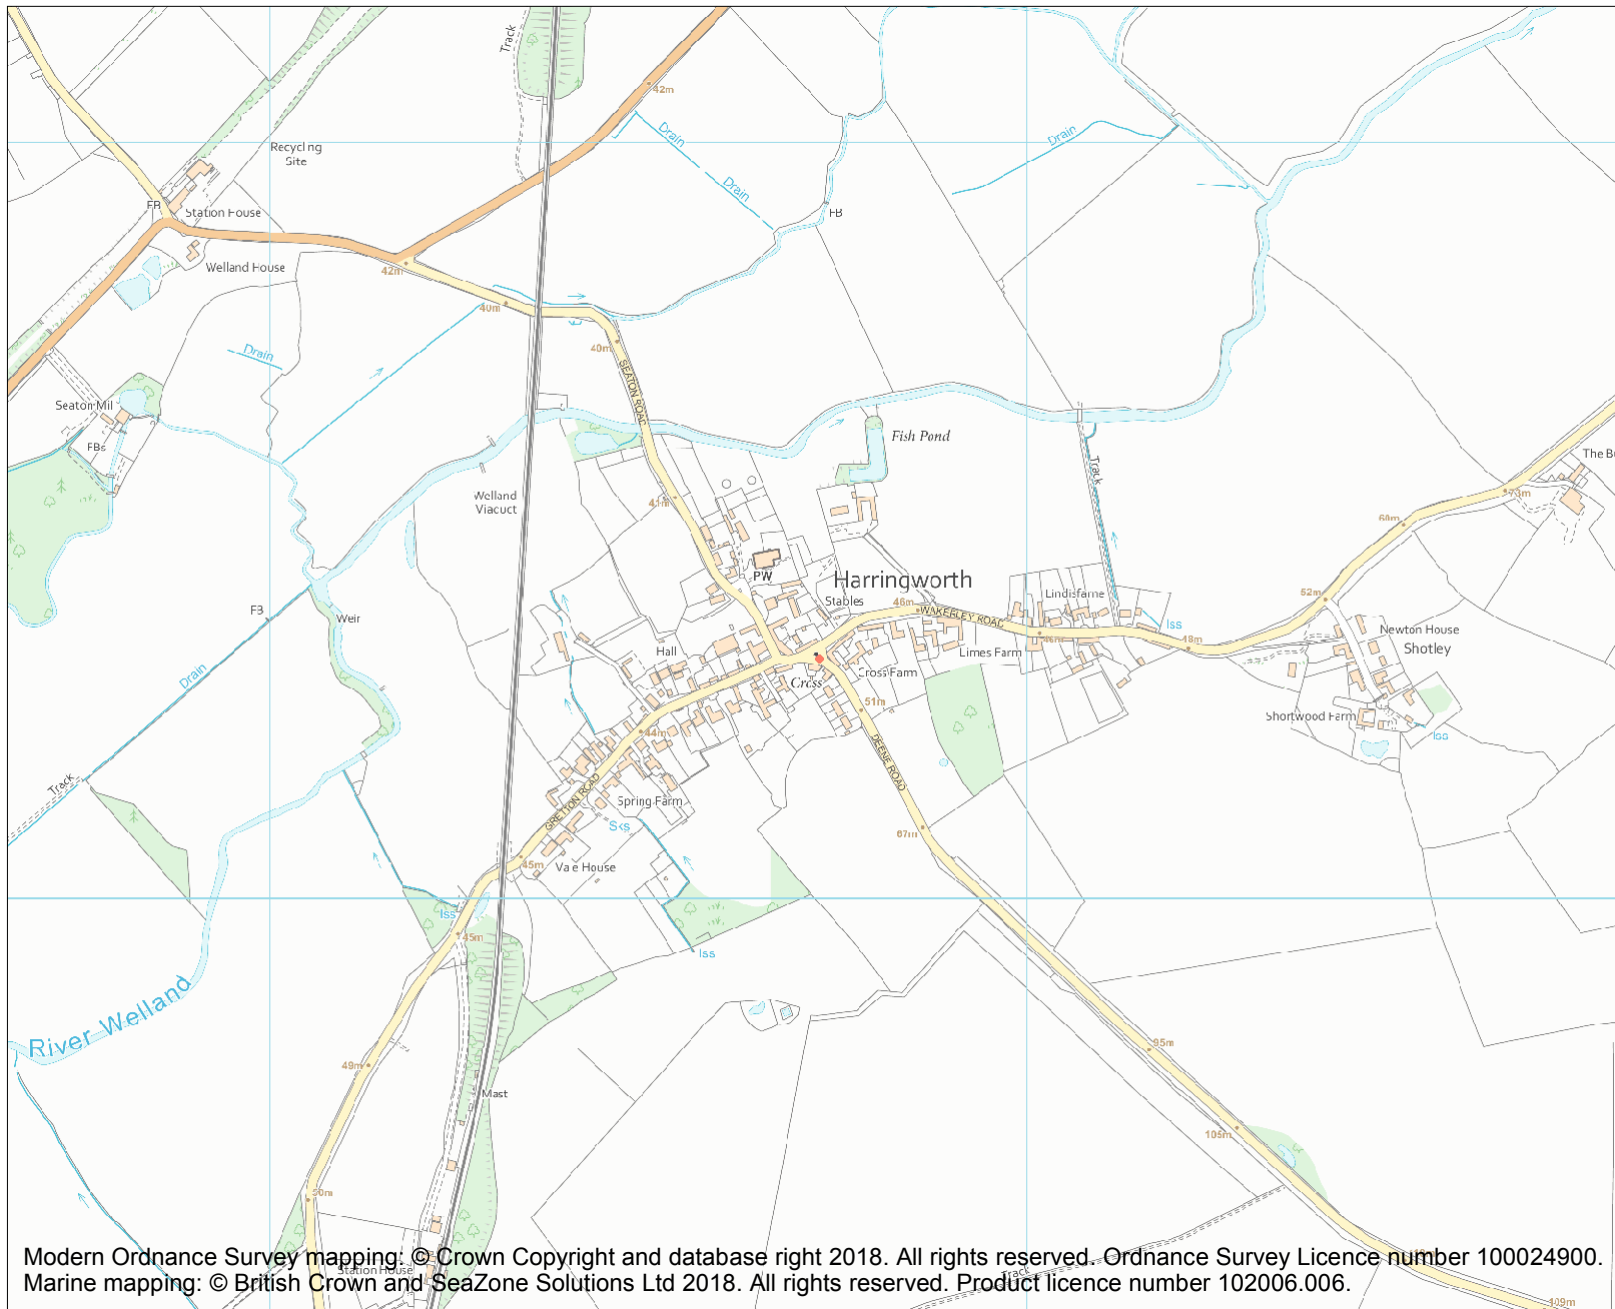 Track
42m
Drain
Drain
Drain
Recycling
Site
Station House
FB
Welland House
42m
40m
40m
SEATON ROAD
Drain
Seaton Mill
FBs
Fish Pond
Track
Welland
Viaduct
41m
73m
60m
PW
Harringworth
Stables
46m
WAKERLEY ROAD
Lindisfarne
52m
FB
Weir
Iss
48m
Newton House
Shotley
Hall
Limes Farm
Cross Farm
Cross
Drain
51m
Shortwood Farm
Iss
44m
DEENE ROAD
Track
GRETTON ROAD
Spring Farm
Sks
67m
45m
Vale House
Iss
45m
Iss
River Welland
95m
49m
Mast
105m
50m
Modern Ordnance Survey mapping: © Crown Copyright and database right 2018. All rights reserved. Ordnance Survey Licence number 100024900.
Station House
Track
Marine mapping: © British Crown and SeaZone Solutions Ltd 2018. All rights reserved. Product licence number 102006.006.
109m